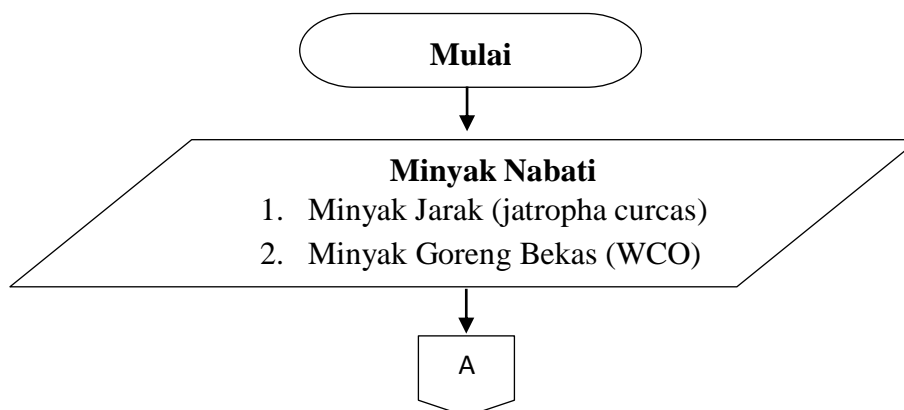 Mulai
Minyak Nabati
1. Minyak Jarak (jatropha curcas)
2. Minyak Goreng Bekas (WCO)
A